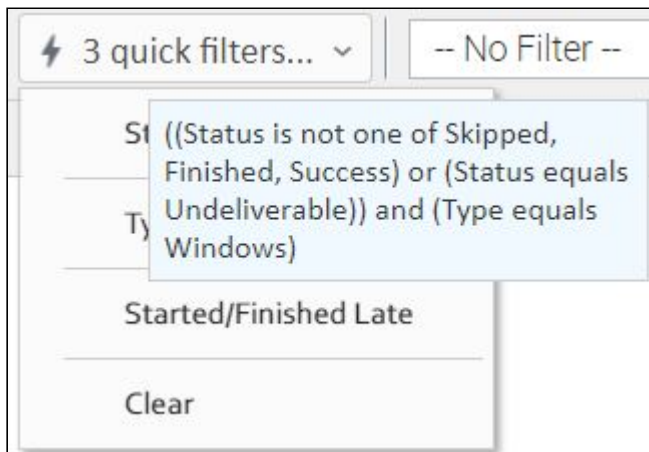 3 quick filters...
-- No Filter --
St
((Status is not one of Skipped,
Finished, Success) or (Status equals
Undeliverable)) and (Type equals
Windows)
Ty
Started/Finished Late
Clear